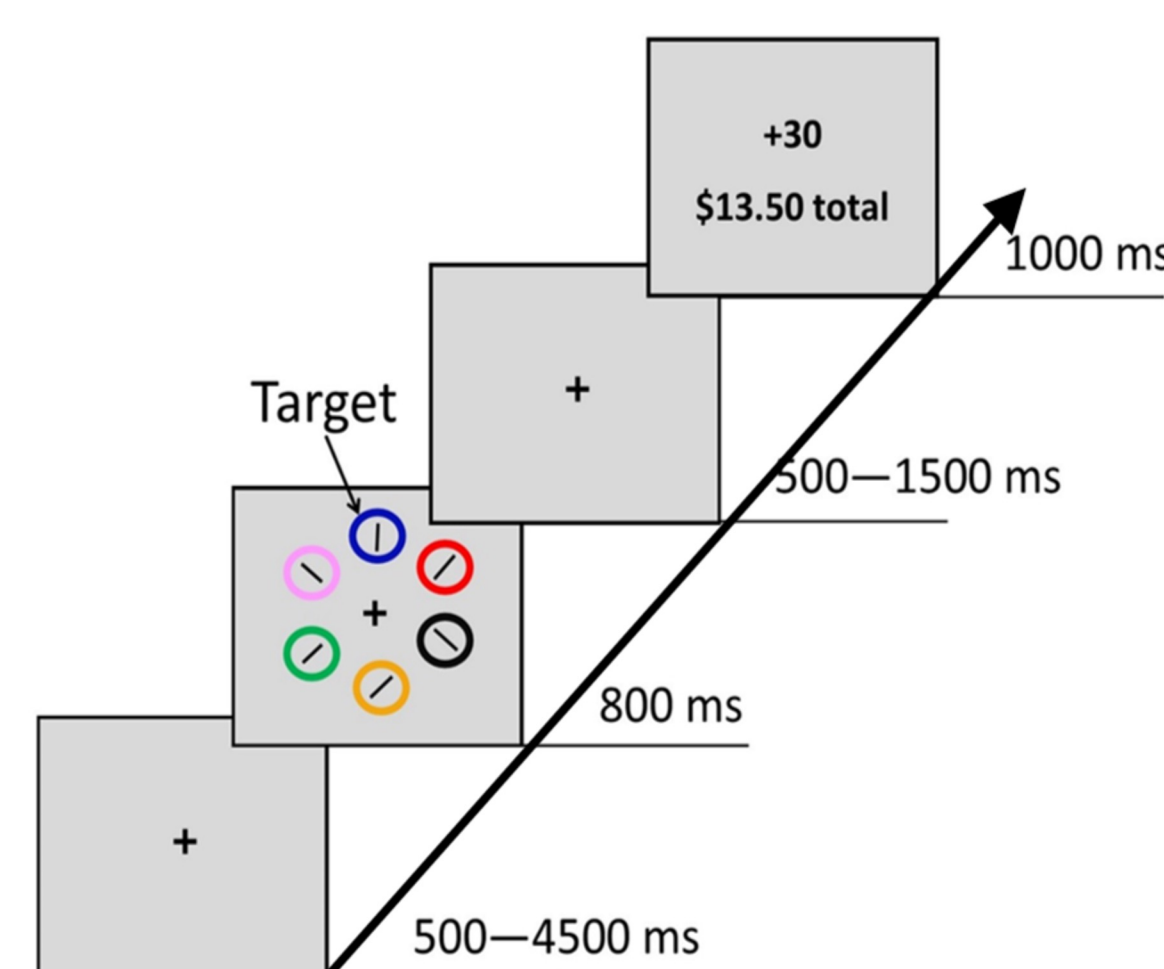 +30
$13.50 total
1000 ms
Target
+
500—1500 ms
+
800 ms
+
500—4500 ms